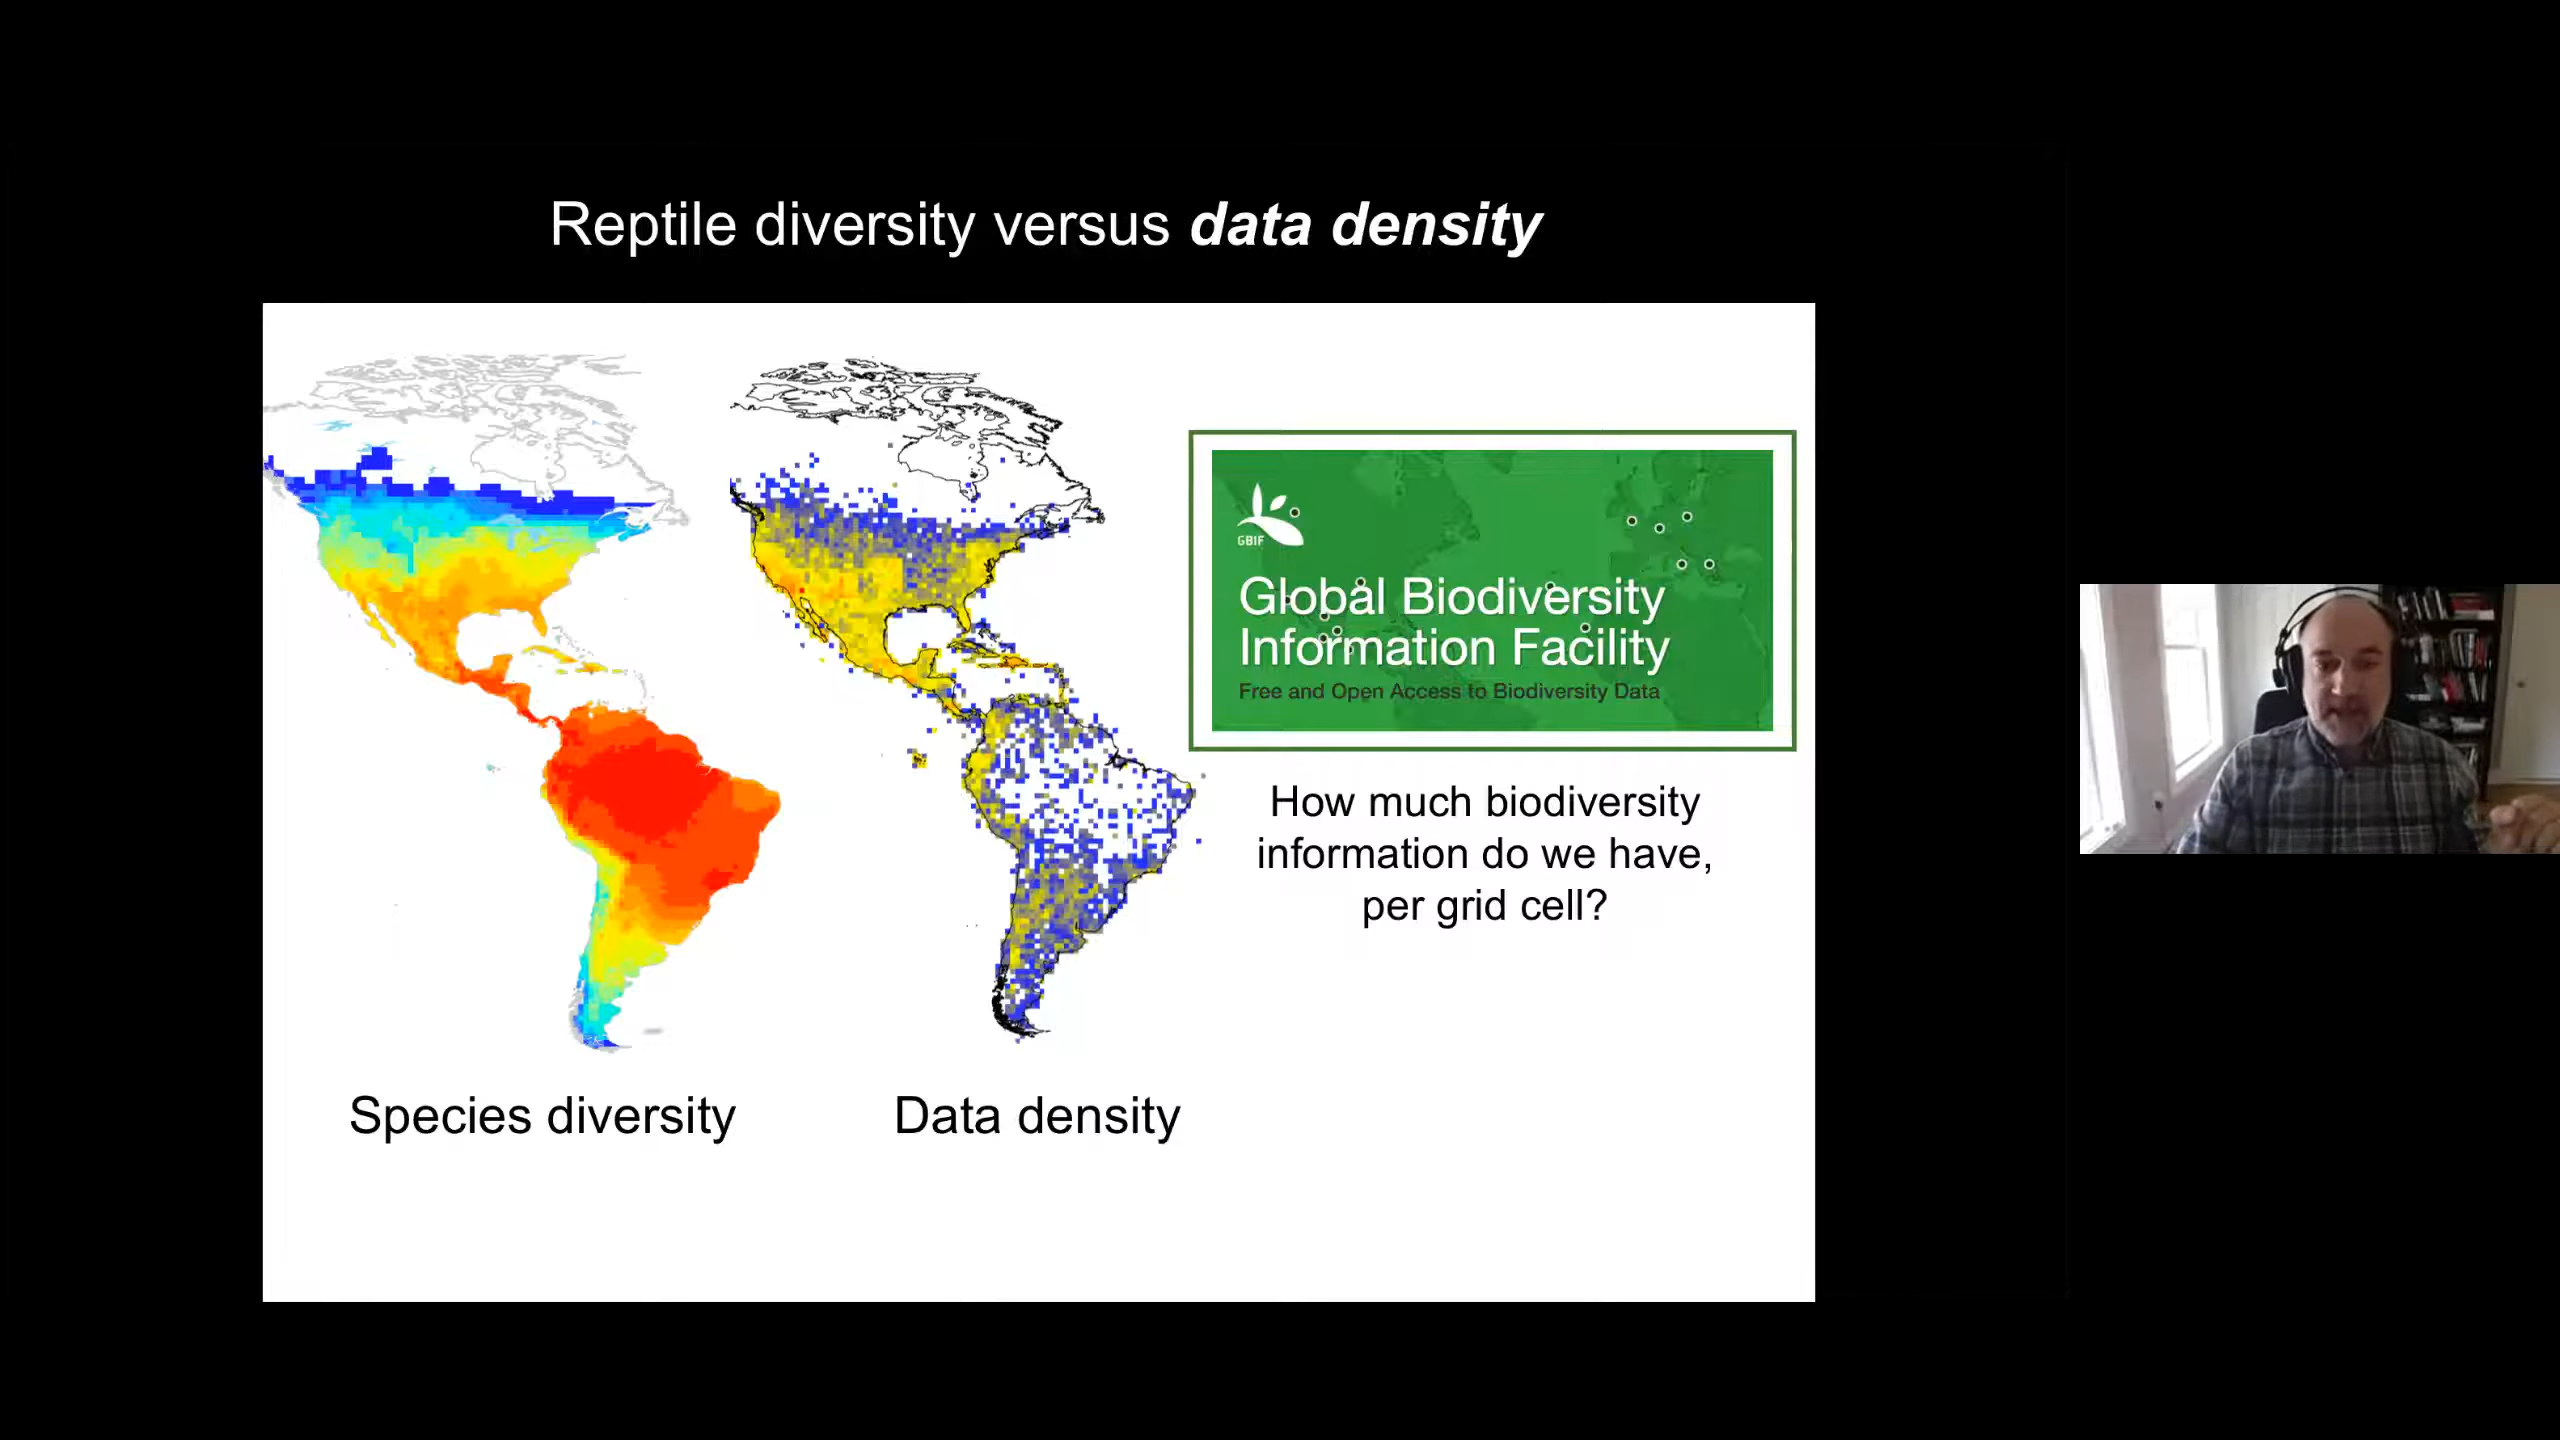 Reptile diversity versus data density
GBIF
Global Biodiversity
Information Facility
Free and Open Access to Biodiversity Data
How much biodiversity
information do we have,
per grid cell?
Species diversity
Data density